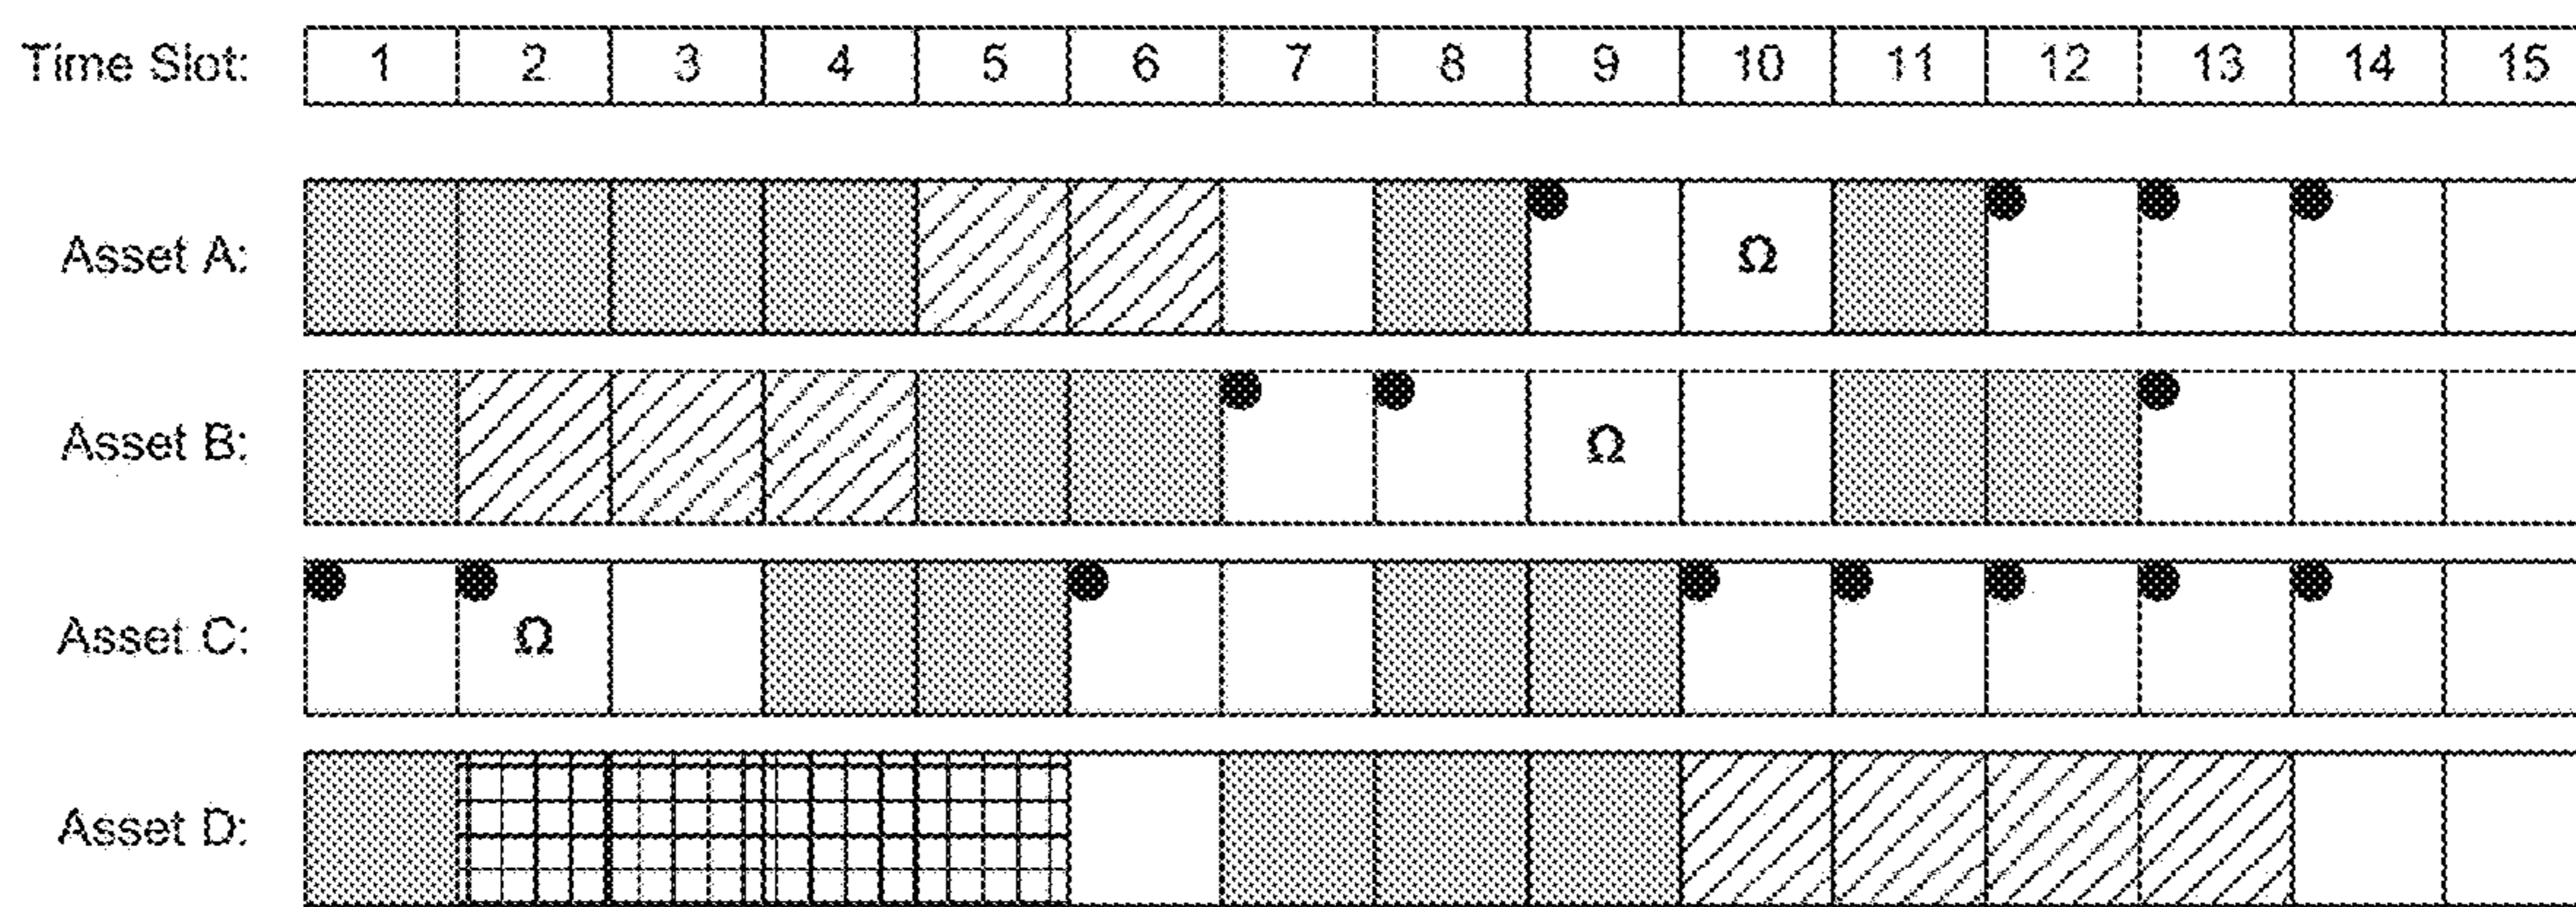 Time Slot: 1 2 3 4 5 6 7 8 9 10 11 12 13 14 15
Asset A: Ω
Asset B: Ω
Asset C: Ω
Asset D: